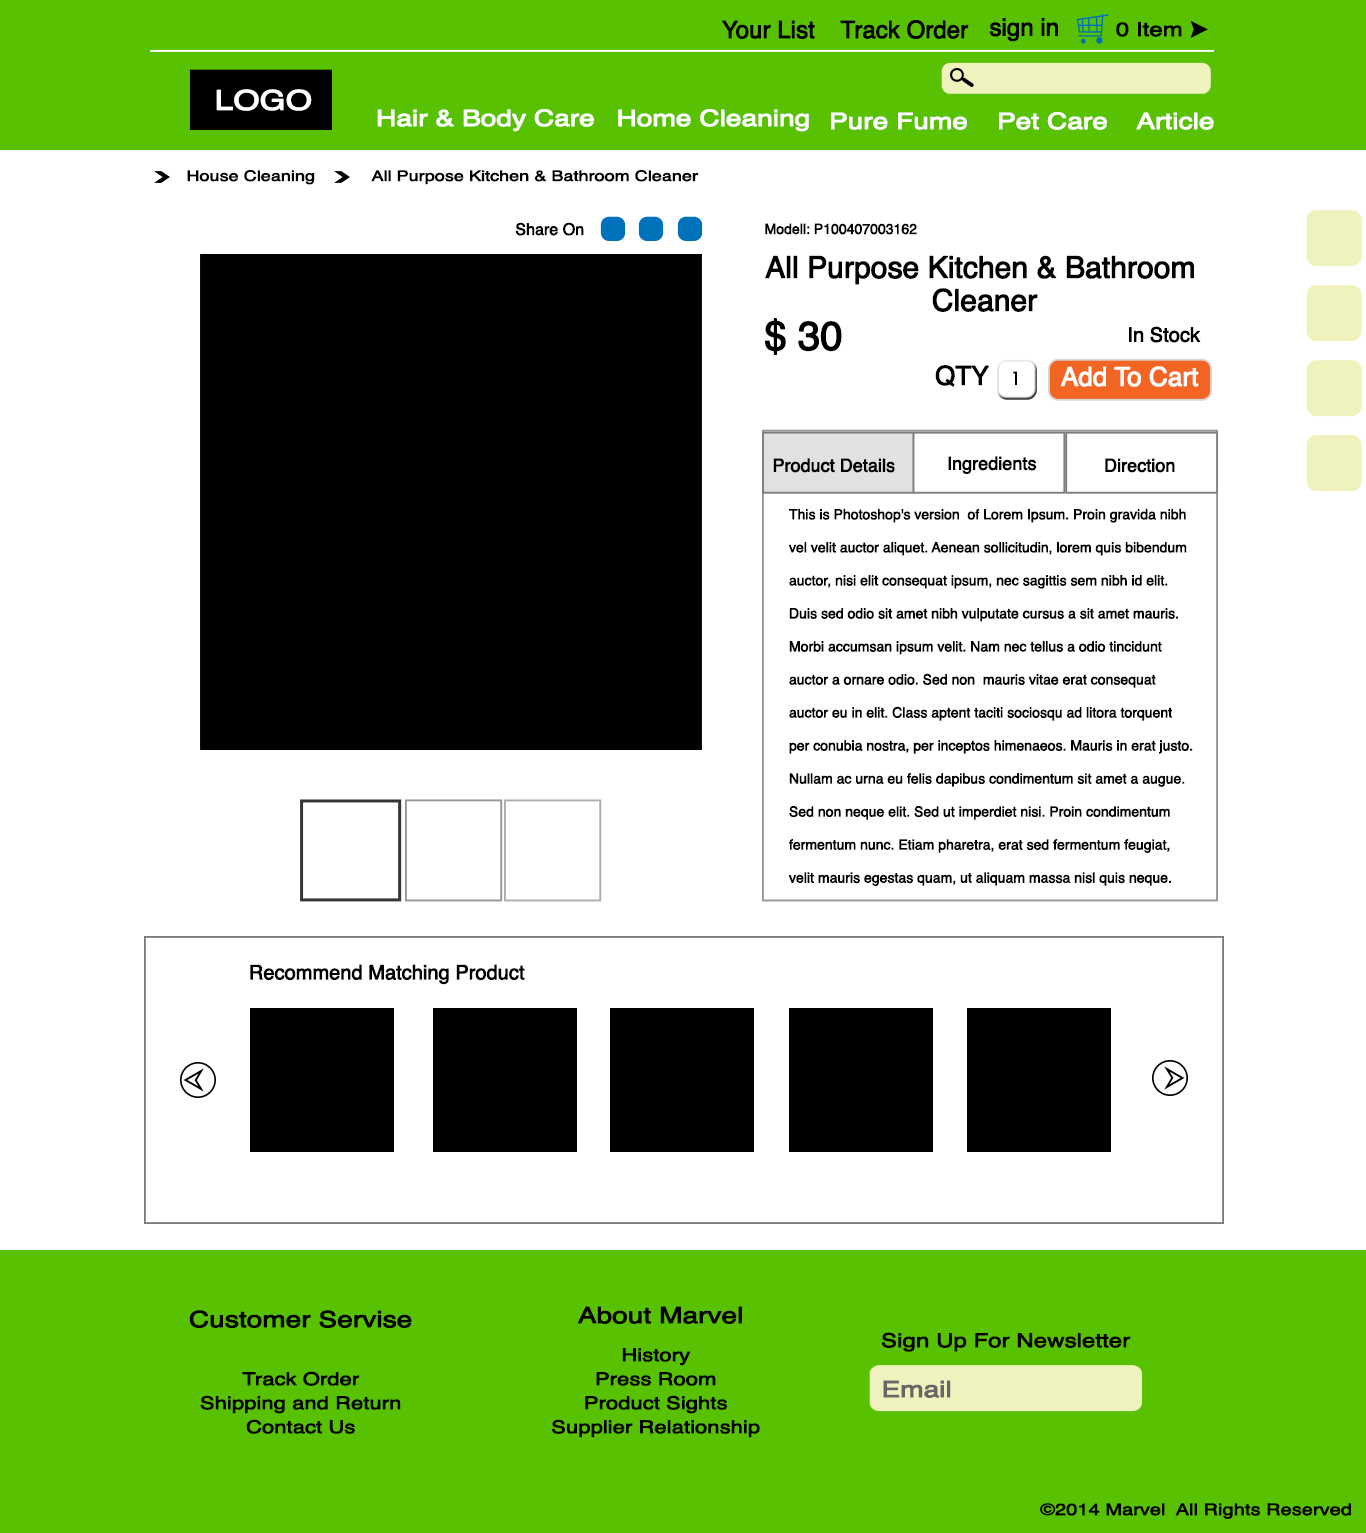 Your List Track Order sign in 0 Item
LOGO
Hair & Body Care Home Cleaning Pure Fume Pet Care Article
House Cleaning All Purpose Kitchen & Bathroom Cleaner
Share On
Modell: P100407003162
All Purpose Kitchen & Bathroom
Cleaner
$ 30
In Stock
QTY 1 Add To Cart
Product Details Ingredients Direction
This is Photoshop's version of Lorem Ipsum. Proin gravida nibh
vel velit auctor aliquet. Aenean sollicitudin, lorem quis bibendum
auctor, nisi elit consequat ipsum, nec sagittis sem nibh id elit.
Duis sed odio sit amet nibh vulputate cursus a sit amet mauris.
Morbi accumsan ipsum velit. Nam nec tellus a odio tincidunt
auctor a ornare odio. Sed non mauris vitae erat consequat
auctor eu in elit. Class aptent taciti sociosqu ad litora torquent
per conubia nostra, per inceptos himenaeos. Mauris in erat justo.
Nullam ac urna eu felis dapibus condimentum sit amet a augue.
Sed non neque elit. Sed ut imperdiet nisi. Proin condimentum
fermentum nunc. Etiam pharetra, erat sed fermentum feugiat,
velit mauris egestas quam, ut aliquam massa nisl quis neque.
Recommend Matching Product
Customer Servise
Track Order
Shipping and Return
Contact Us
About Marvel
History
Press Room
Product Sights
Supplier Relationship
Sign Up For Newsletter
Email
©2014 Marvel All Rights Reserved